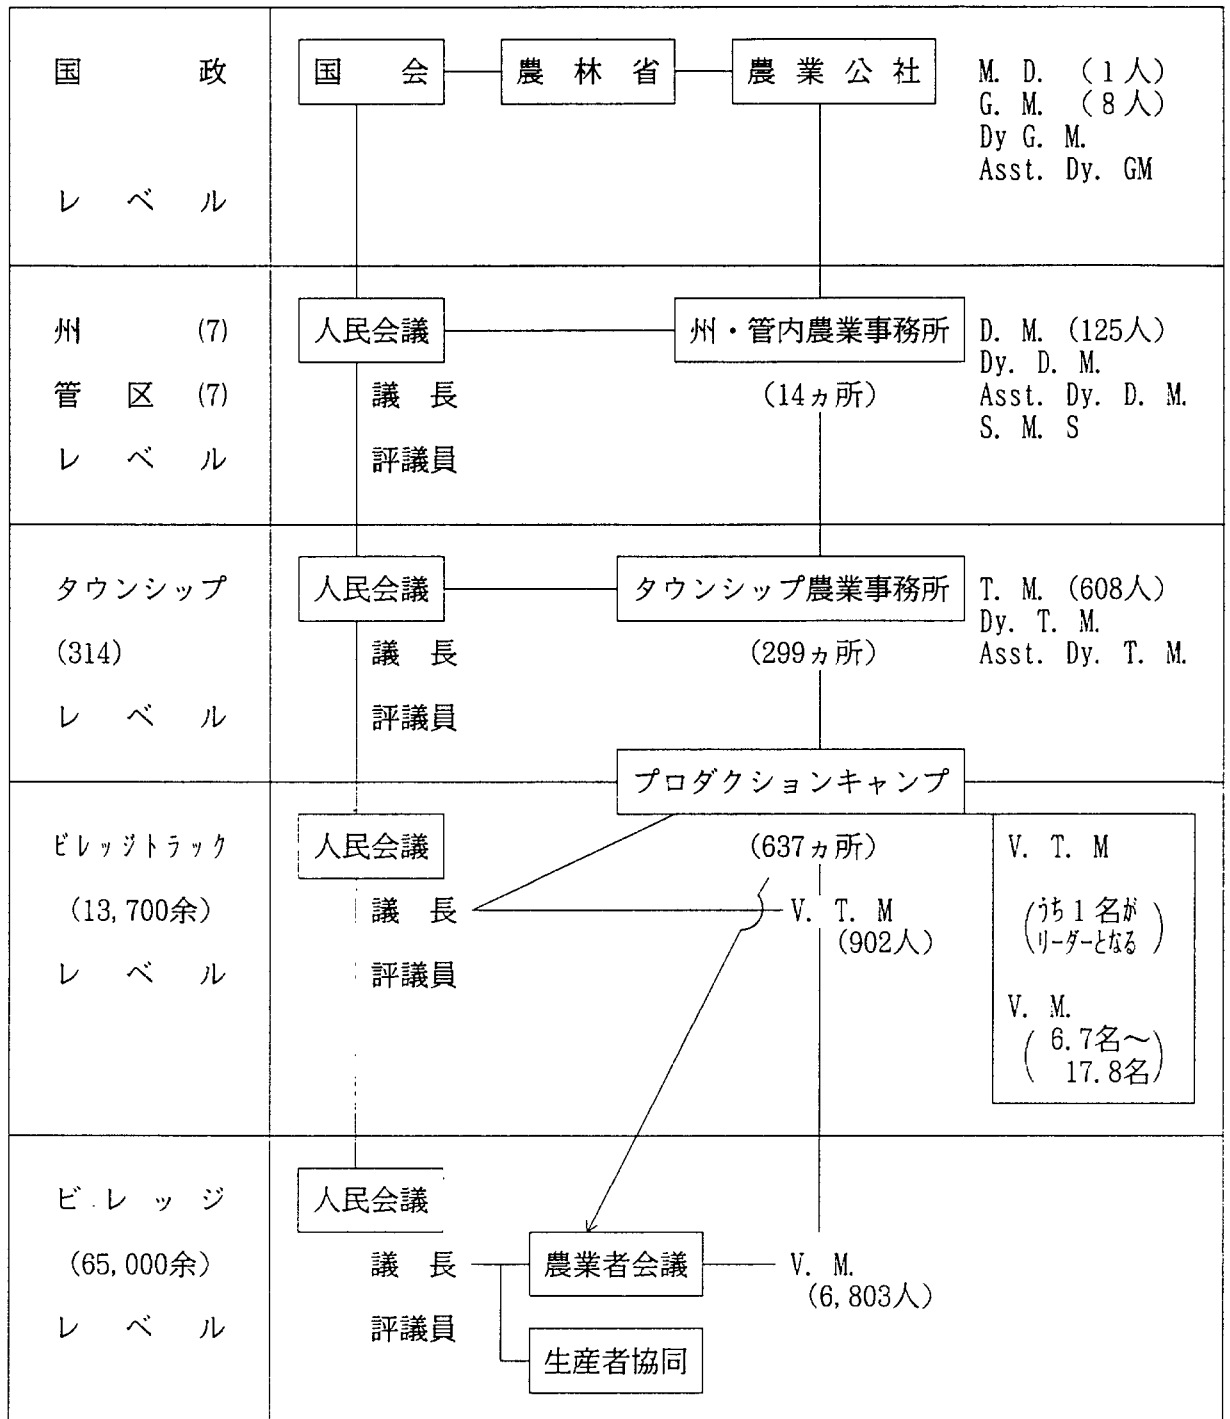 国政
レベル
国会
農林省
農業公社
M. D. (1人)
G. M. (8人)
Dy G. M.
Asst. Dy. GM
州 (7)
管区 (7)
レベル
人民会議
議長
評議員
州・管内農業事務所
(14ヵ所)
D. M. (125人)
Dy. D. M.
Asst. Dy. D. M.
S. M. S
タウンシップ
(314)
レベル
人民会議
議長
評議員
タウンシップ農業事務所
(299ヵ所)
T. M. (608人)
Dy. T. M.
Asst. Dy. T. M.
プロダクションキャンプ
(637ヵ所)
ビレッジトラック
(13,700余)
レベル
人民会議
議長
評議員
V. T. M
(902人)
V. T. M
(うち1名が
リーダーとなる)
V. M.
(6.7名～
17.8名)
ビレッジ
(65,000余)
レベル
人民会議
議長
評議員
農業者会議
生産者協同
V. M.
(6,803人)